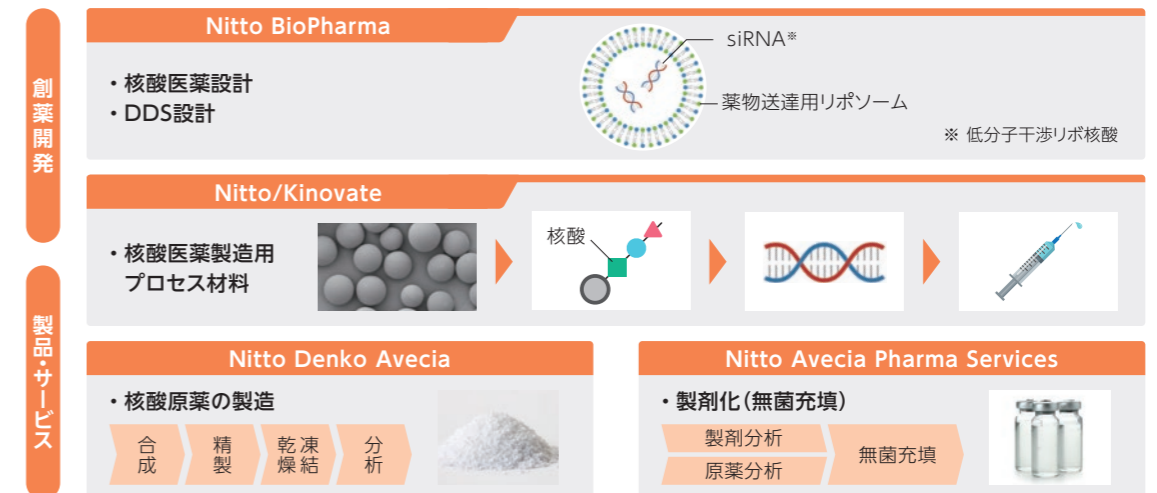 創薬開発
Nitto BioPharma
・核酸医薬設計
・DDS設計
siRNA※
薬物送達用リポソーム
※ 低分子干渉リボ核酸
Nitto/Kinovate
・核酸医薬製造用
プロセス材料
核酸
製品・サービス
Nitto Denko Avecia
・核酸原薬の製造
合成
精製
凍結乾燥
分析
Nitto Avecia Pharma Services
・製剤化（無菌充填）
製剤分析
原薬分析
無菌充填